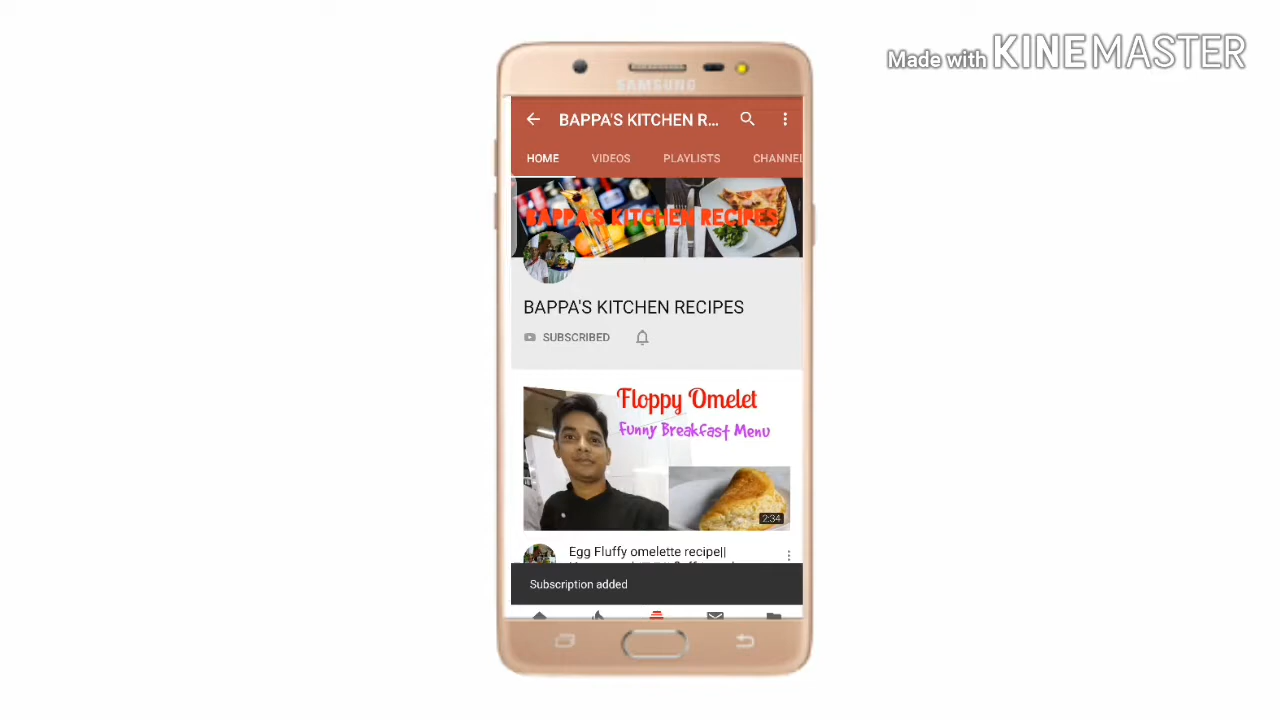 Made with KINEMASTER
SAMSUNG
BAPPA'S KITCHEN R...
HOME VIDEOS PLAYLISTS CHANNEL
BAPPA'S KITCHEN RECIPES
BAPPA'S KITCHEN RECIPES
SUBSCRIBED
Floppy Omelet
Funny Breakfast Menu
2:34
Egg Fluffy omelette recipe||
Subscription added